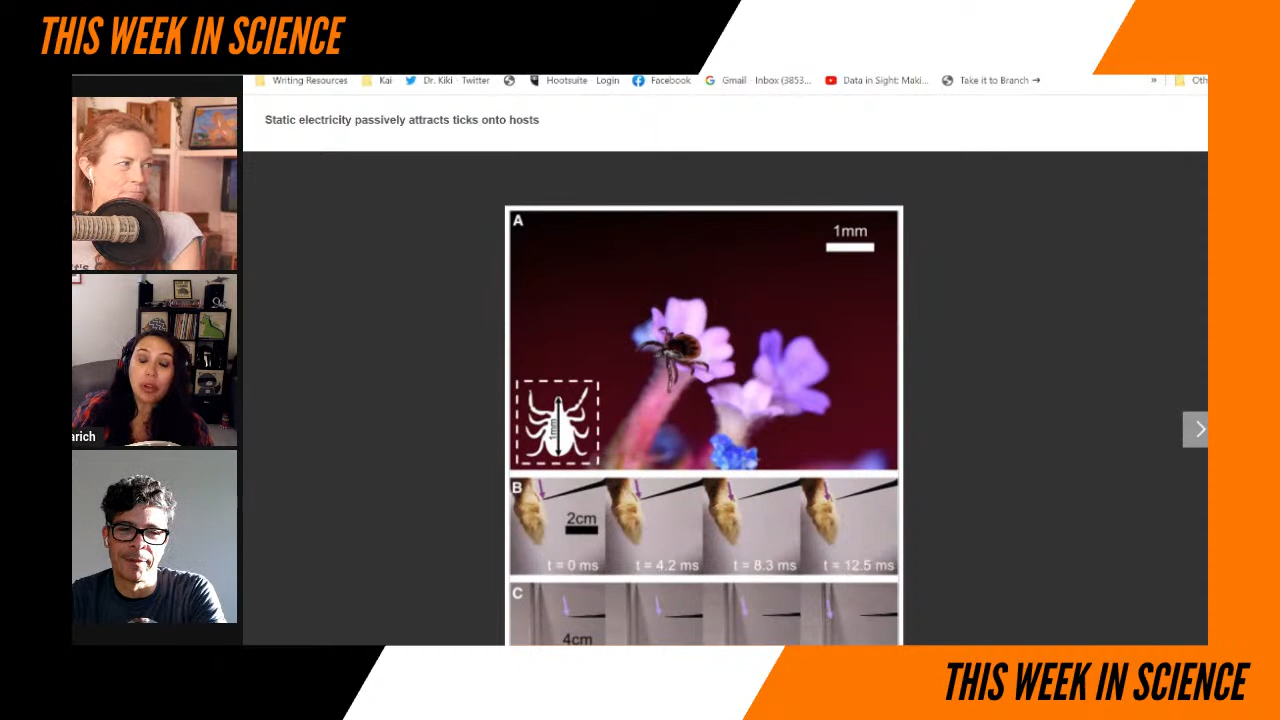 THIS WEEK IN SCIENCE
Writing Resources Kai Dr. Kiki - Twitter Hootsuite - Login Facebook Gmail - Inbox (3853... Data in Sight: Maki... Take it to Branch → » Oth
Static electricity passively attracts ticks onto hosts
A
1mm
1mm
arich
B
2cm
t = 0 ms t = 4.2 ms t = 8.3 ms t = 12.5 ms
C
4cm
THIS WEEK IN SCIENCE